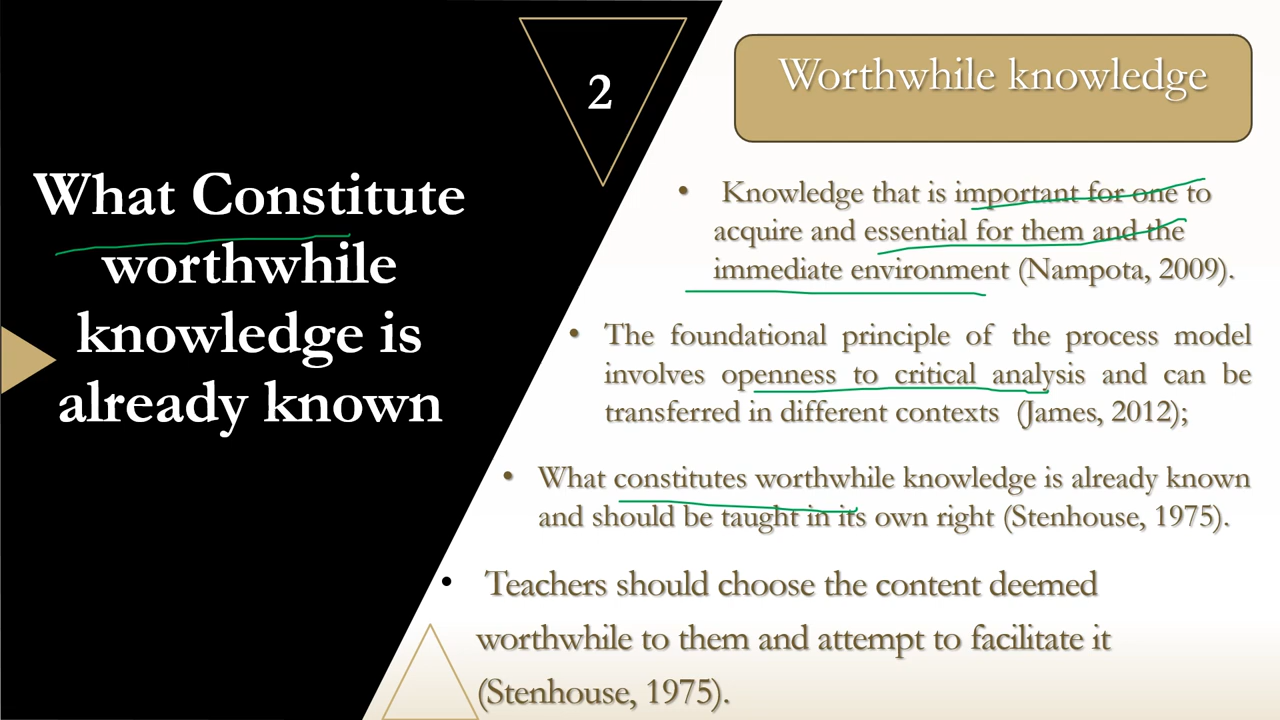 2
What Constitute
worthwhile
knowledge is
already known
Worthwhile knowledge
• Knowledge that is important for one to
acquire and essential for them and the
immediate environment (Nampota, 2009).
• The foundational principle of the process model
involves openness to critical analysis and can be
transferred in different contexts (James, 2012);
• What constitutes worthwhile knowledge is already known
and should be taught in its own right (Stenhouse, 1975).
• Teachers should choose the content deemed
worthwhile to them and attempt to facilitate it
(Stenhouse, 1975).